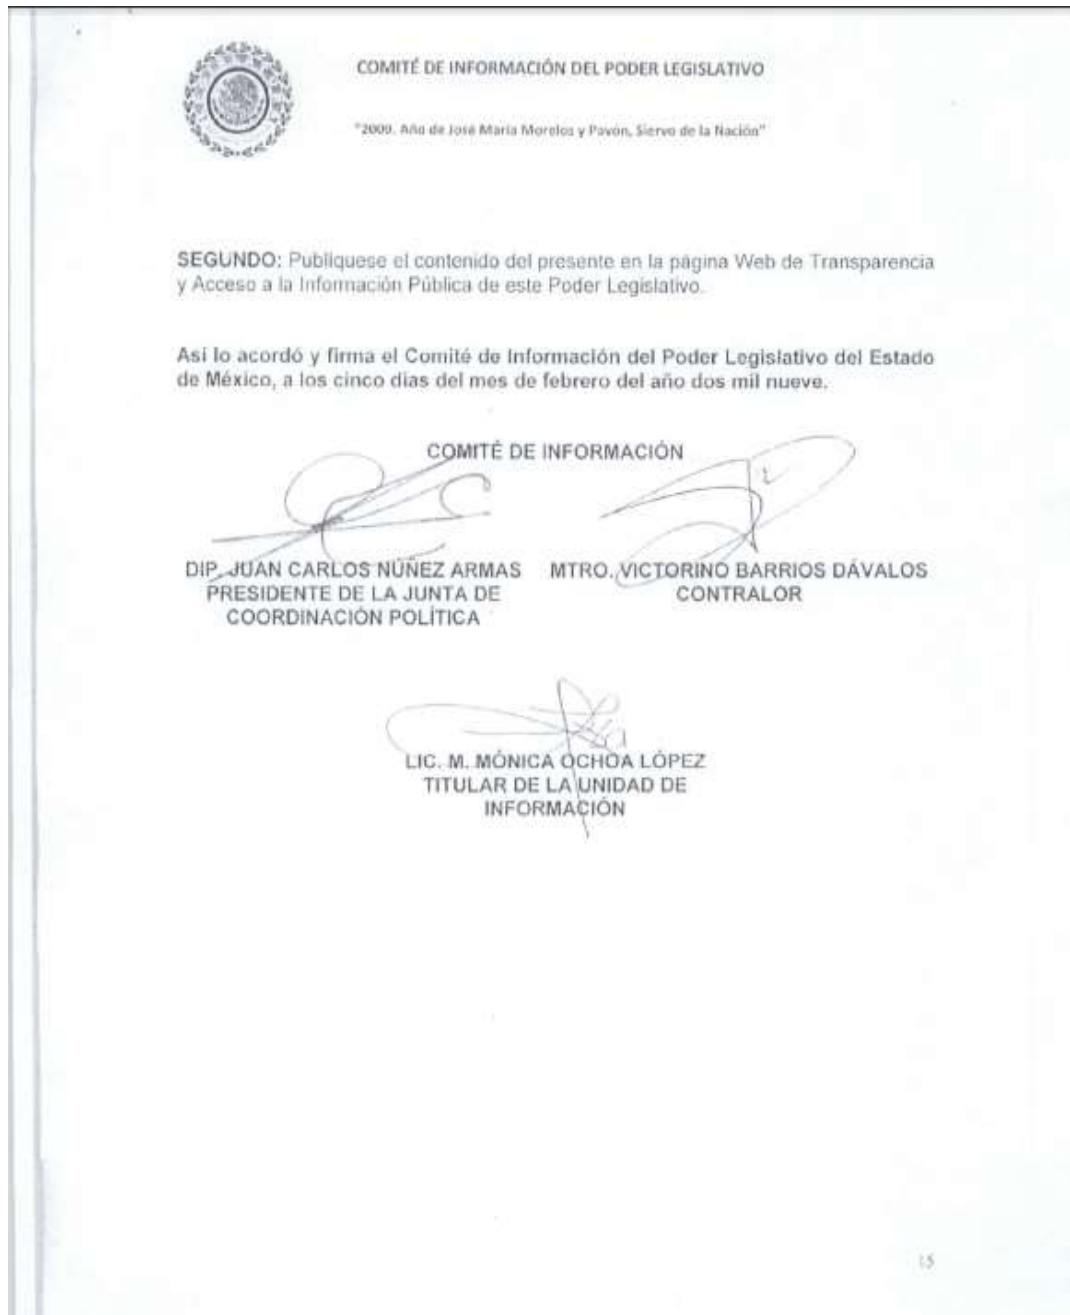 COMITÉ DE INFORMACIÓN DEL PODER LEGISLATIVO
"2009. Año de José María Morelos y Pavón, Siervo de la Nación"
SEGUNDO: Publíquese el contenido del presente en la página Web de Transparencia
y Acceso a la Información Pública de este Poder Legislativo.
Así lo acordó y firma el Comité de Información del Poder Legislativo del Estado
de México, a los cinco días del mes de febrero del año dos mil nueve.
COMITÉ DE INFORMACIÓN
DIP. JUAN CARLOS NÚÑEZ ARMAS
PRESIDENTE DE LA JUNTA DE
COORDINACIÓN POLÍTICA
MTRO. VICTORINO BARRIOS DÁVALOS
CONTRALOR
LIC. M. MÓNICA OCHOA LÓPEZ
TITULAR DE LA UNIDAD DE
INFORMACIÓN
15